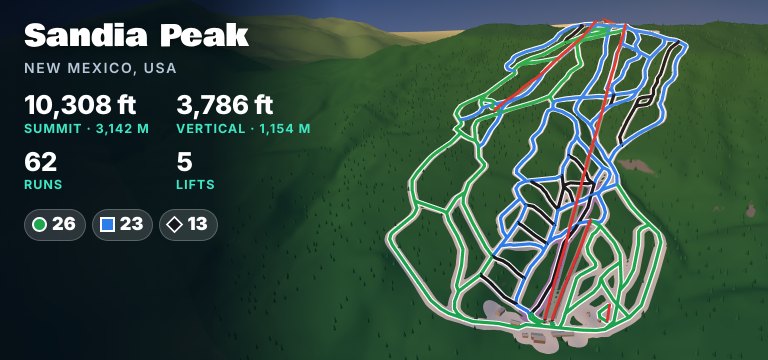 Sandia Peak
NEW MEXICO, USA
10,308 ft 3,786 ft
SUMMIT · 3,142 M VERTICAL · 1,154 M
62 5
RUNS LIFTS
26 23 13